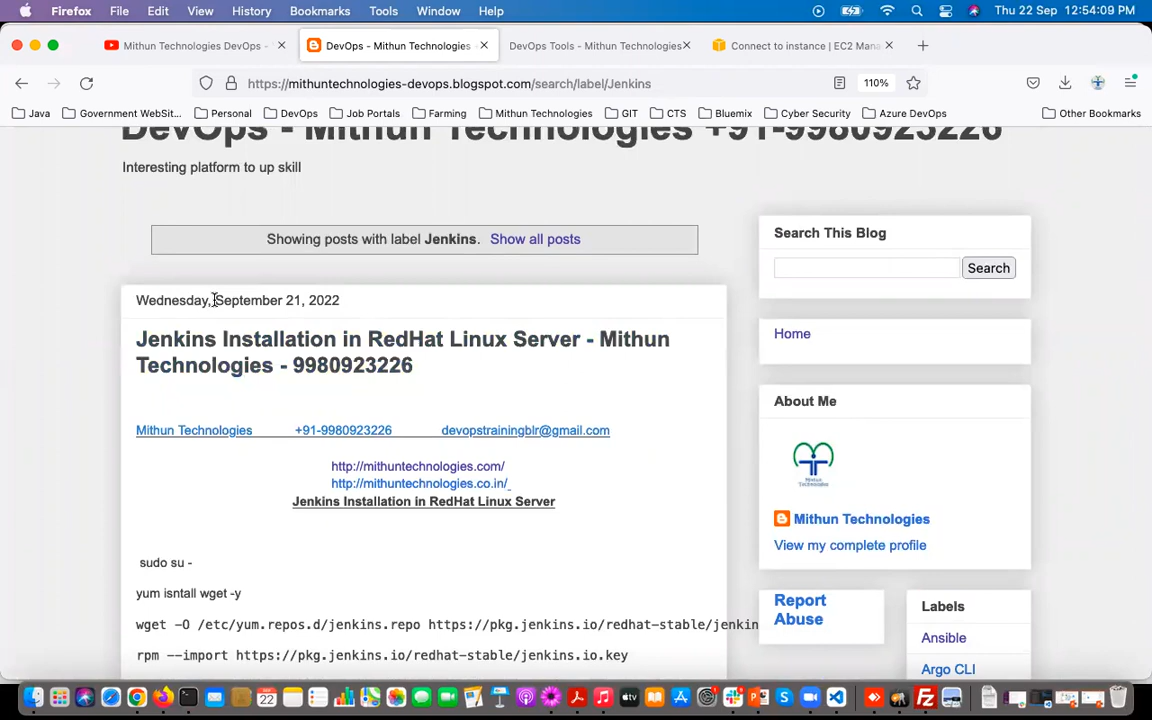 Firefox File Edit View History Bookmarks Tools Window Help Thu 22 Sep 12:54:09 PM
Mithun Technologies DevOps - DevOps - Mithun Technologies DevOps Tools - Mithun Technologies Connect to instance | EC2 Mana
https://mithuntechnologies-devops.blogspot.com/search/label/Jenkins 110%
Java Government WebSit... Personal DevOps Job Portals Farming Mithun Technologies GIT CTS Bluemix Cyber Security Azure DevOps Other Bookmarks
DevOps - Mithun Technologies +91-9980923226
Interesting platform to up skill
Showing posts with label Jenkins. Show all posts
Wednesday, September 21, 2022
Jenkins Installation in RedHat Linux Server - Mithun
Technologies - 9980923226
Mithun Technologies +91-9980923226 devopstrainingblr@gmail.com
http://mithuntechnologies.com/
http://mithuntechnologies.co.in/
Jenkins Installation in RedHat Linux Server
sudo su -
yum isntall wget -y
wget -O /etc/yum.repos.d/jenkins.repo https://pkg.jenkins.io/redhat-stable/jenkin
rpm --import https://pkg.jenkins.io/redhat-stable/jenkins.io.key
Search This Blog
Search
Home
About Me
Mithun Technologies
View my complete profile
Report
Abuse
Labels
Ansible
Argo CLI